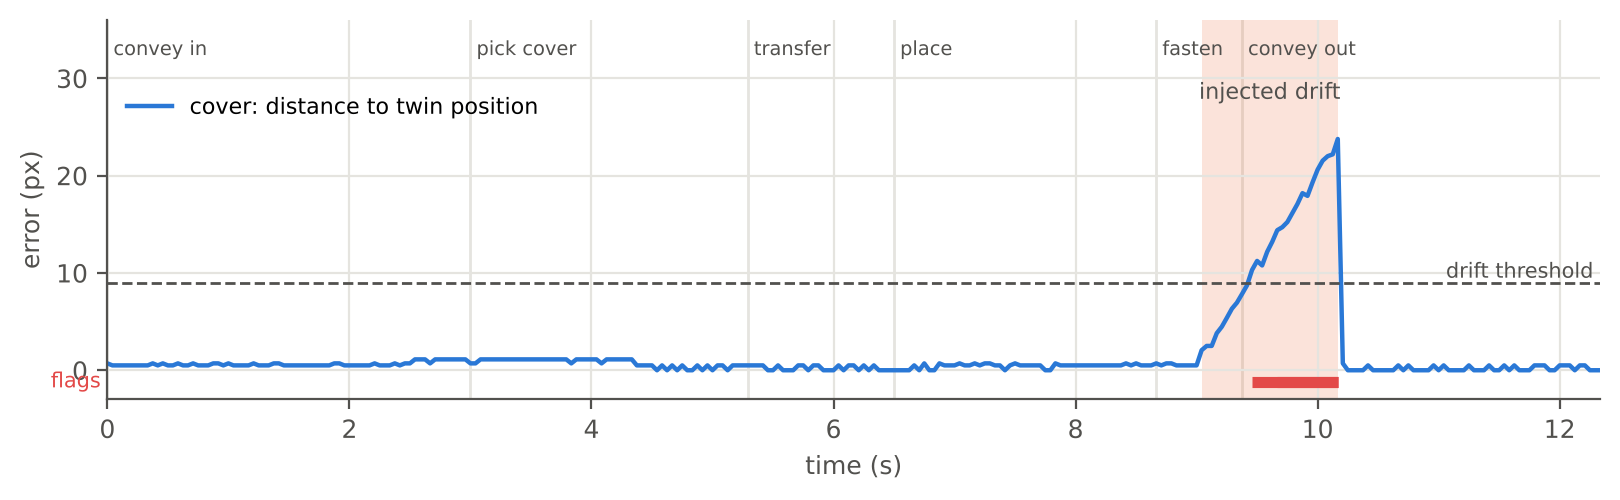 convey in
pick cover
transfer
place
fasten
convey out
injected drift
cover: distance to twin position
drift threshold
error (px)
30
20
10
0
flags
0
2
4
6
8
10
12
time (s)